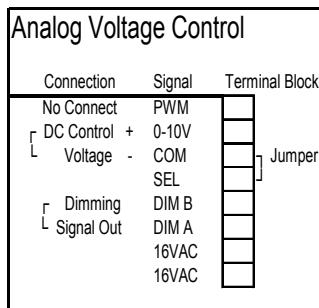 Analog Voltage Control
Connection Signal Terminal Block
No Connect PWM
DC Control + 0-10V
Voltage - COM Jumper
SEL
Dimming DIM B
Signal Out DIM A
16VAC
16VAC